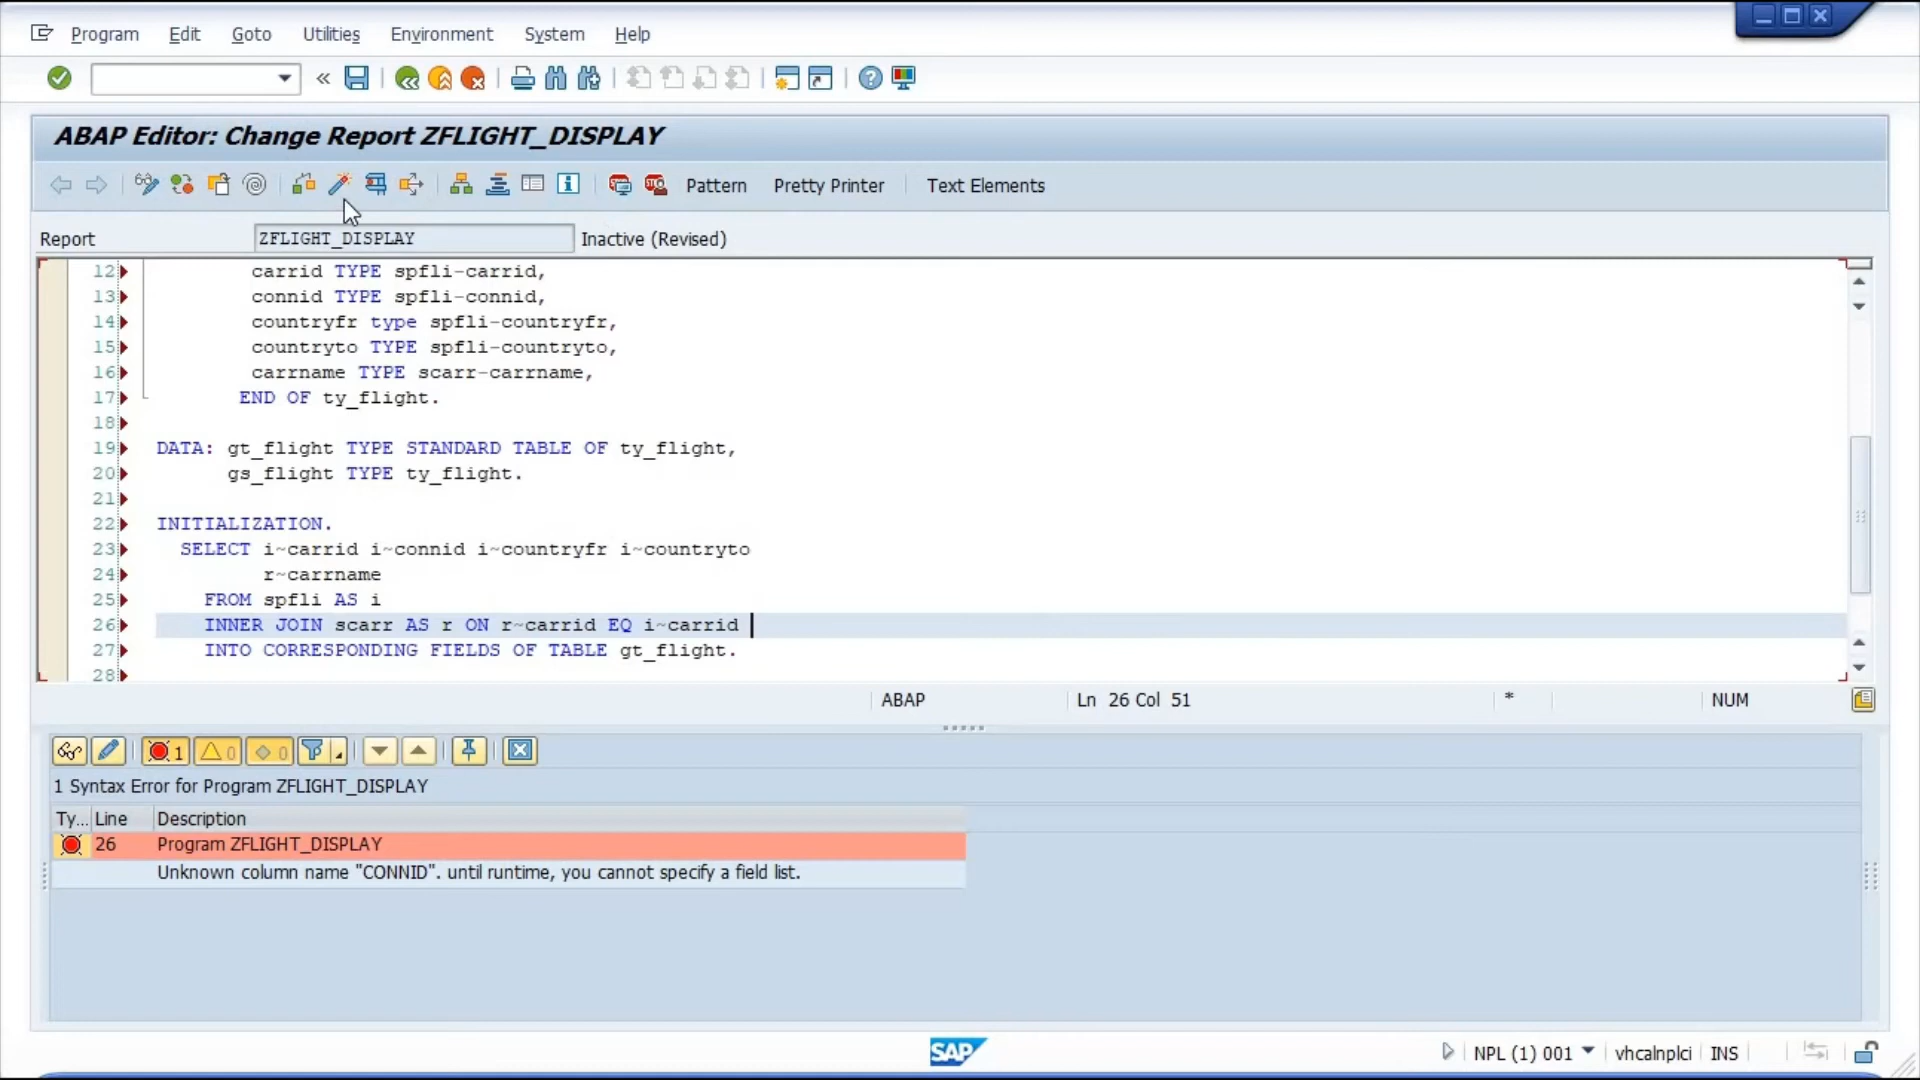 Program Edit Goto Utilities Environment System Help
ABAP Editor: Change Report ZFLIGHT_DISPLAY
Pattern Pretty Printer Text Elements
Report ZFLIGHT_DISPLAY Inactive (Revised)
12 carrid TYPE spfli-carrid,
13 connid TYPE spfli-connid,
14 countryfr type spfli-countryfr,
15 countryto TYPE spfli-countryto,
16 carrname TYPE scarr-carrname,
17 END OF ty_flight.
18
19 DATA: gt_flight TYPE STANDARD TABLE OF ty_flight,
20 gs_flight TYPE ty_flight.
21
22 INITIALIZATION.
23 SELECT i~carrid i~connid i~countryfr i~countryto
24 r~carrname
25 FROM spfli AS i
26 INNER JOIN scarr AS r ON r~carrid EQ i~carrid
27 INTO CORRESPONDING FIELDS OF TABLE gt_flight.
28
ABAP Ln 26 Col 51 * NUM
1 0 0
1 Syntax Error for Program ZFLIGHT_DISPLAY
Ty... Line Description
26 Program ZFLIGHT_DISPLAY
Unknown column name "CONNID". until runtime, you cannot specify a field list.
SAP NPL (1) 001 vhcalnplci INS